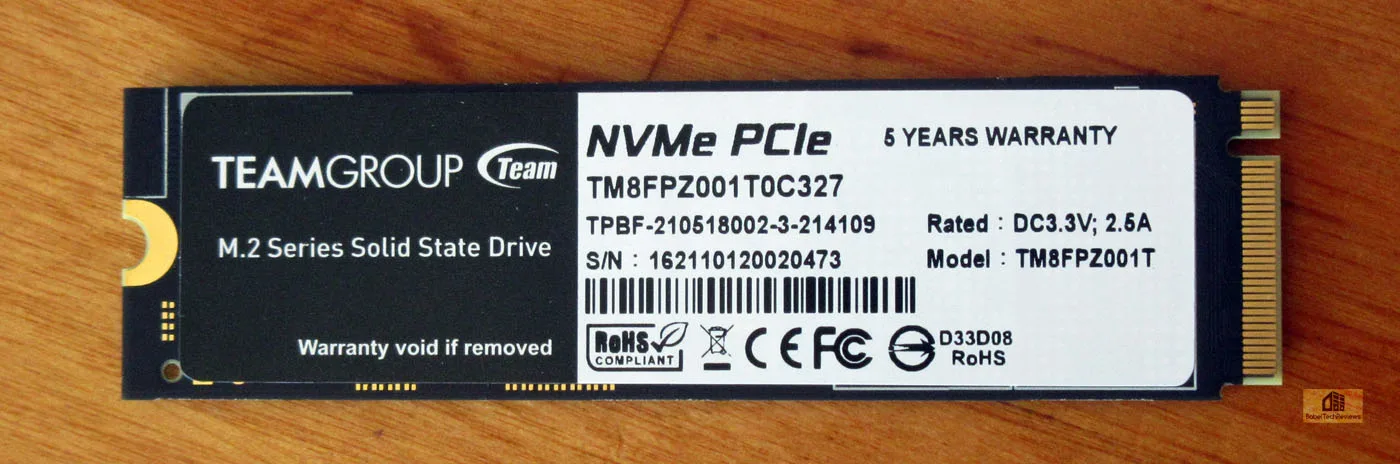 TEAMGROUP Team
M.2 Series Solid State Drive
Warranty void if removed
NVMe PCIe 5 YEARS WARRANTY
TM8FPZ001T0C327
TPBF-210518002-3-214109 Rated : DC3.3V; 2.5A
S/N : 162110120020473 Model : TM8FPZ001T
RoHS
COMPLIANT
CE FC
D33D08
RoHS
BabelTechReviews